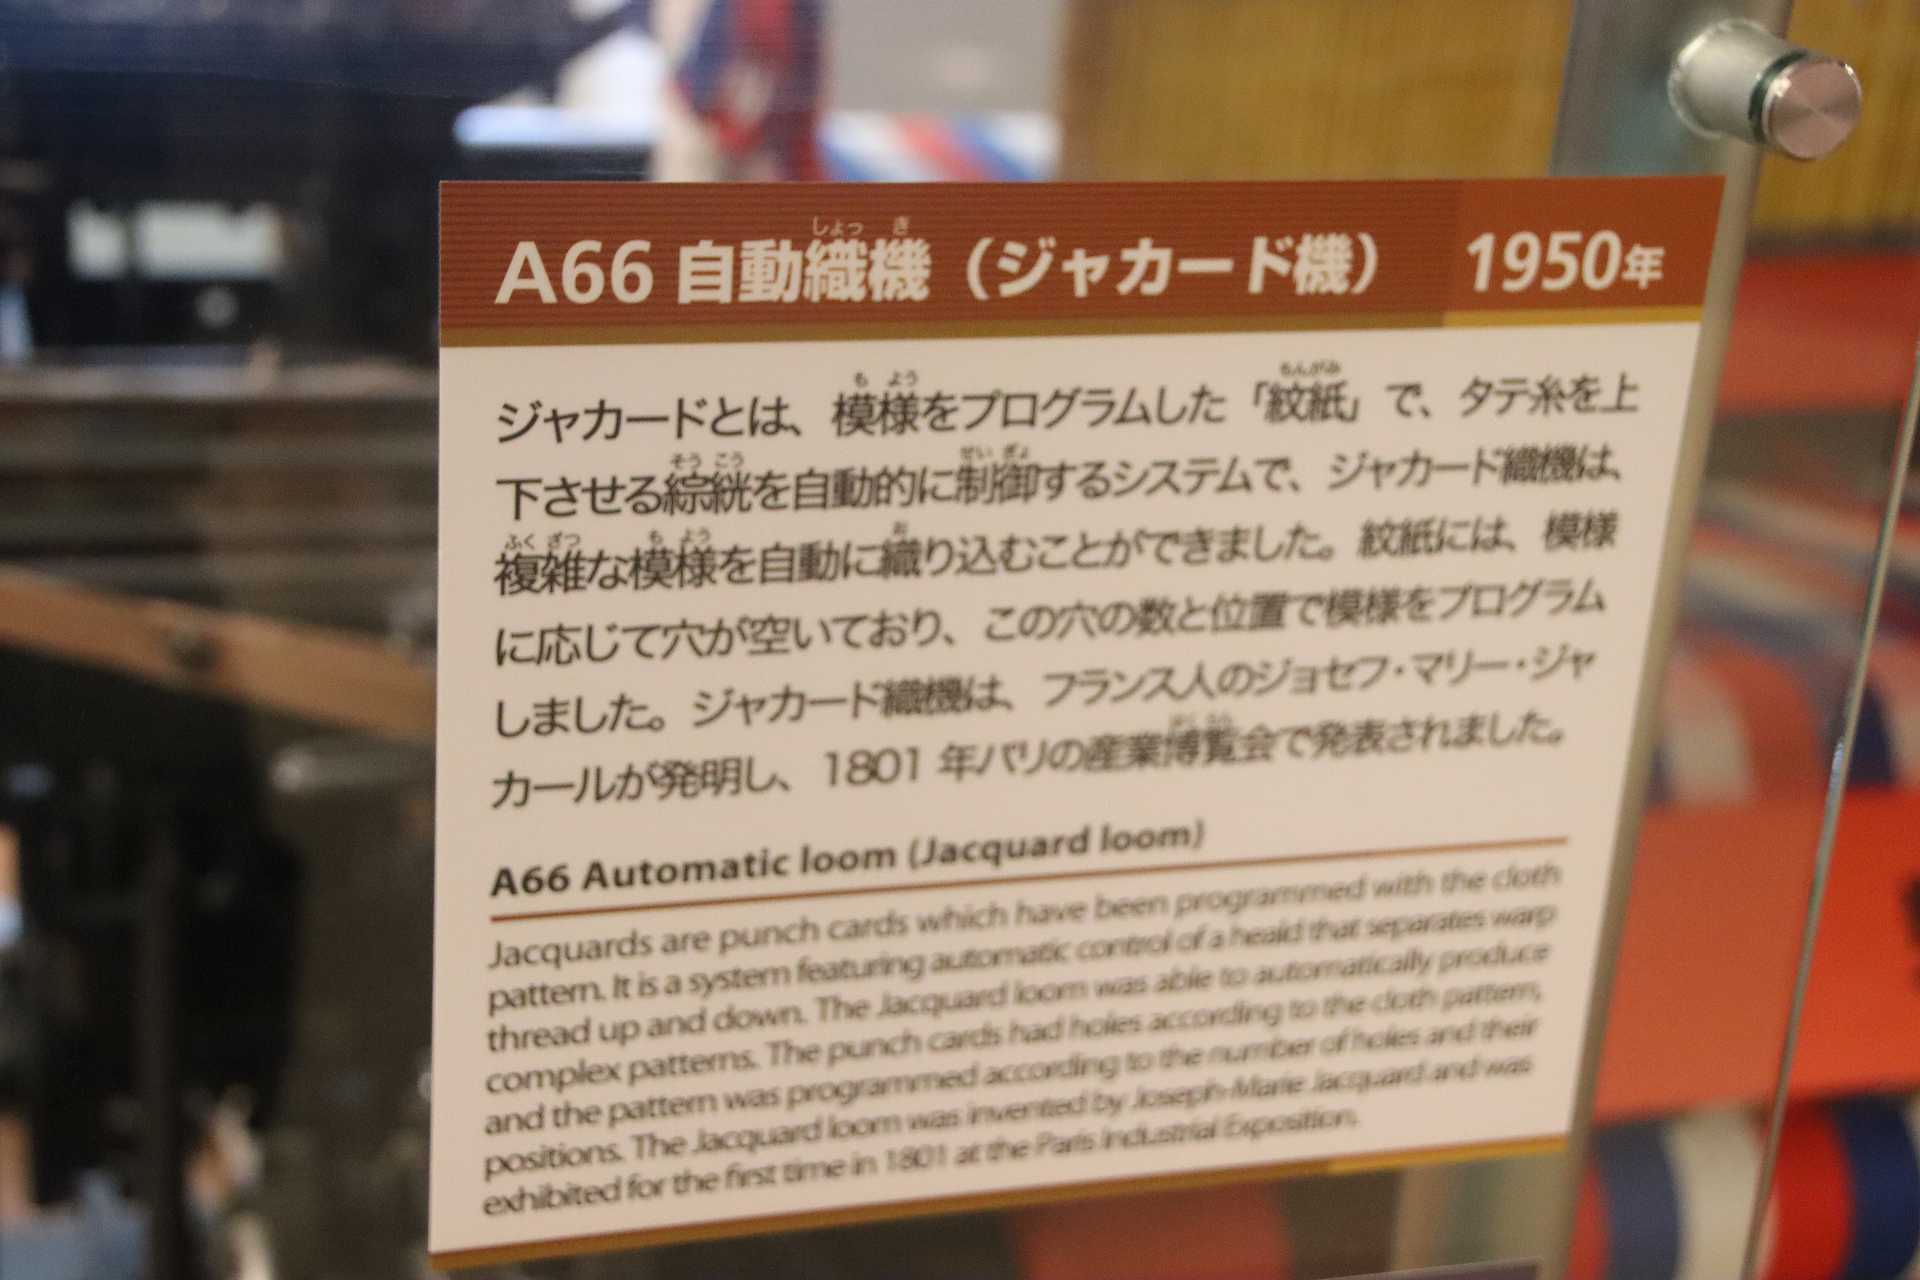 A66 自動織機（ジャカード機） 1950年
ジャカードとは、模様をプログラムした「紋紙」で、タテ糸を上
下させる綜絖を自動的に制御するシステムで、ジャカード織機は、
複雑な模様を自動に織り込むことができました。紋紙には、模様
に応じて穴が空いており、この穴の数と位置で模様をプログラム
しました。ジャカード織機は、フランス人のジョセフ・マリー・ジャ
カールが発明し、1801 年パリの産業博覧会で発表されました。
A66 Automatic loom (Jacquard loom)
Jacquards are punch cards which have been programmed with the cloth
pattern. It is a system featuring automatic control of a heald that separates warp
thread up and down. The Jacquard loom was able to automatically produce
complex patterns. The punch cards had holes according to the cloth pattern,
and the pattern was programmed according to the number of holes and their
positions. The Jacquard loom was invented by Joseph-Marie Jacquard and was
exhibited for the first time in 1801 at the Paris Industrial Exposition.